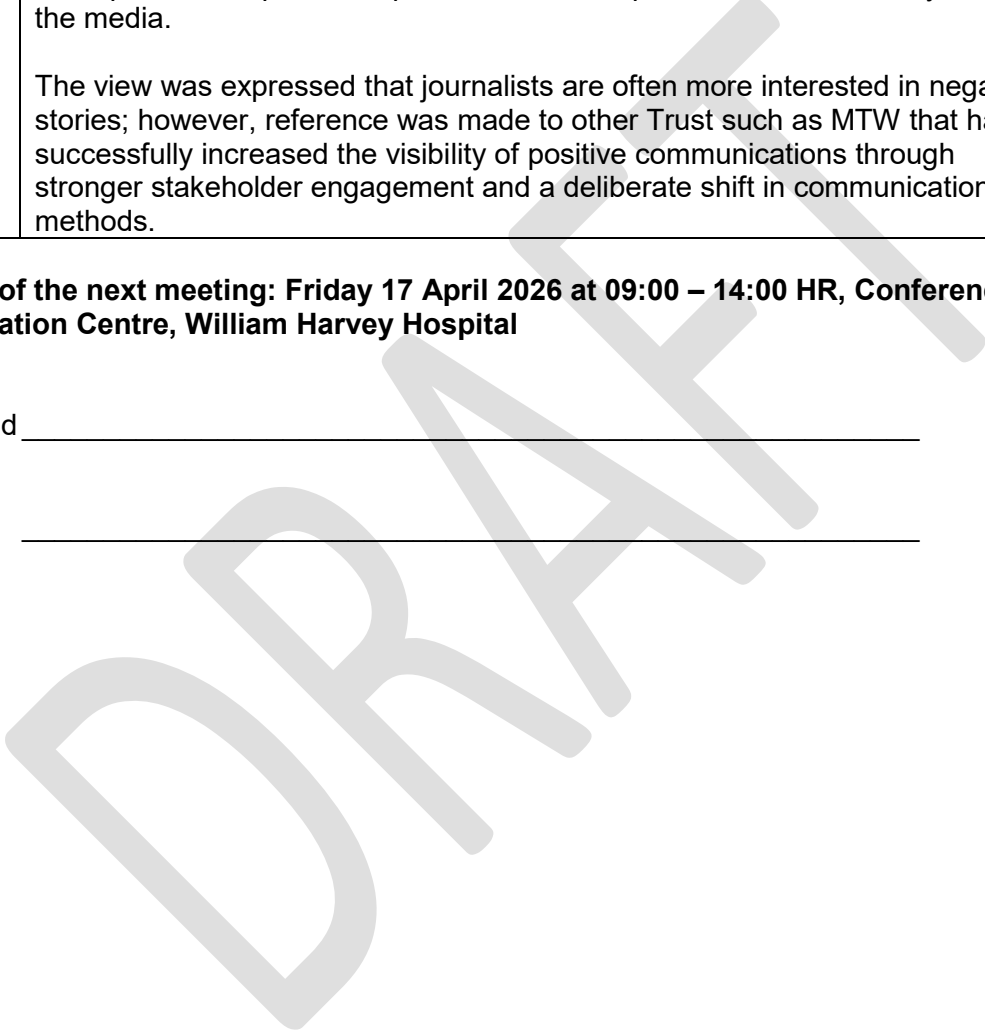 the media.
The view was expressed that journalists are often more interested in nega
stories; however, reference was made to other Trust such as MTW that ha
successfully increased the visibility of positive communications through
stronger stakeholder engagement and a deliberate shift in communication
methods.
of the next meeting: Friday 17 April 2026 at 09:00 – 14:00 HR, Conferen
ation Centre, William Harvey Hospital
d
DRAFT